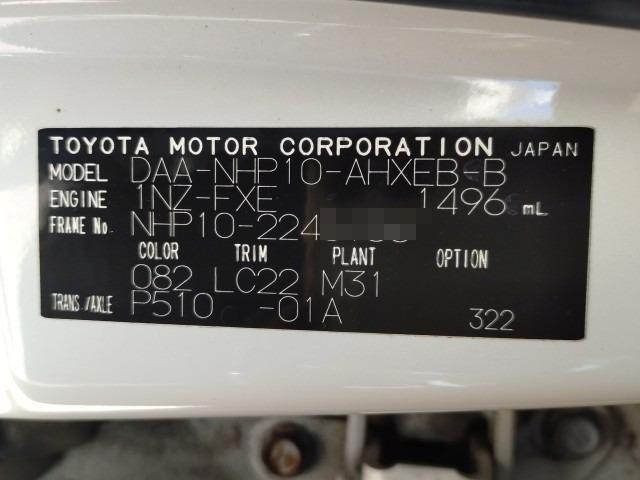 TOYOTA MOTOR CORPORATION JAPAN
MODEL DAA-NHP10-AHXEB-B
ENGINE 1NZ-FXE 1496 mL
FRAME No. NHP10-224
COLOR TRIM PLANT OPTION
082 LC22 M31
TRANS./AXLE P510 -01A 322